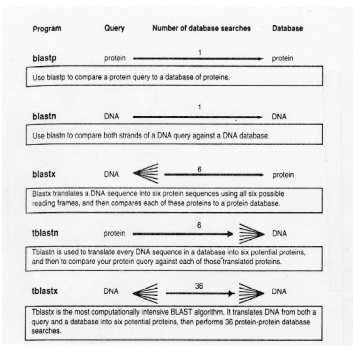 Program Query Number of database searches Database
1
blastp protein protein
Use blastp to compare a protein query to a database of proteins.
1
blastn DNA DNA
Use blastn to compare both strands of a DNA query against a DNA database.
6
blastx DNA protein
Blastx translates a DNA sequence into six protein sequences using all six possible
reading frames, and then compares each of these proteins to a protein database.
6
tblastn protein DNA
Tblastn is used to translate every DNA sequence in a database into six potential proteins,
and then to compare your protein query against each of those translated proteins.
36
tblastx DNA DNA
Tblastx is the most computationally intensive BLAST algorithm. It translates DNA from both a
query and a database into six potential proteins, then performs 36 protein-protein database
searches.